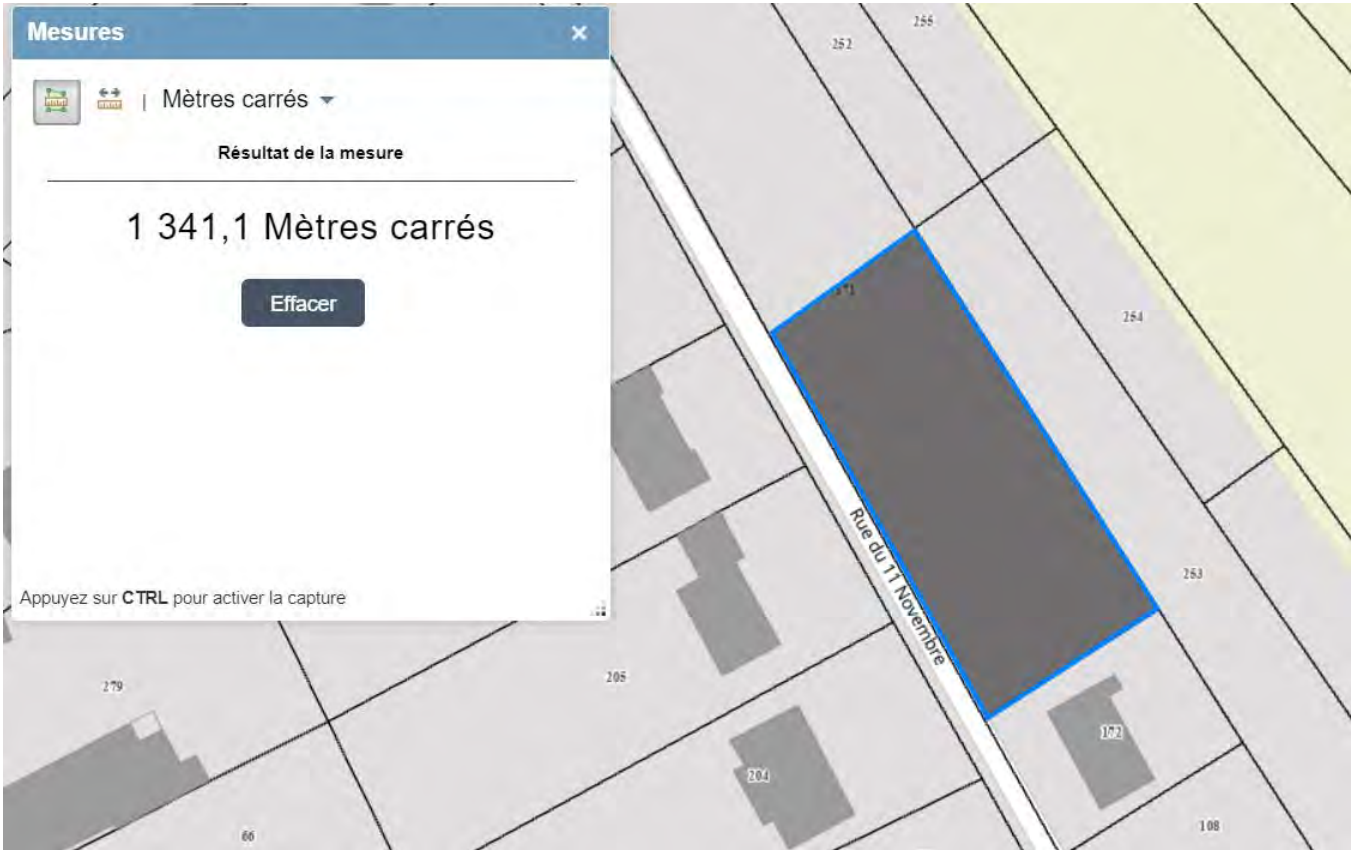 Mesures ×
| Mètres carrés
Résultat de la mesure
1 341,1 Mètres carrés
Effacer
Appuyez sur CTRL pour activer la capture
255
252
254
253
Rue du 11 Novembre
279
205
172
204
66
108